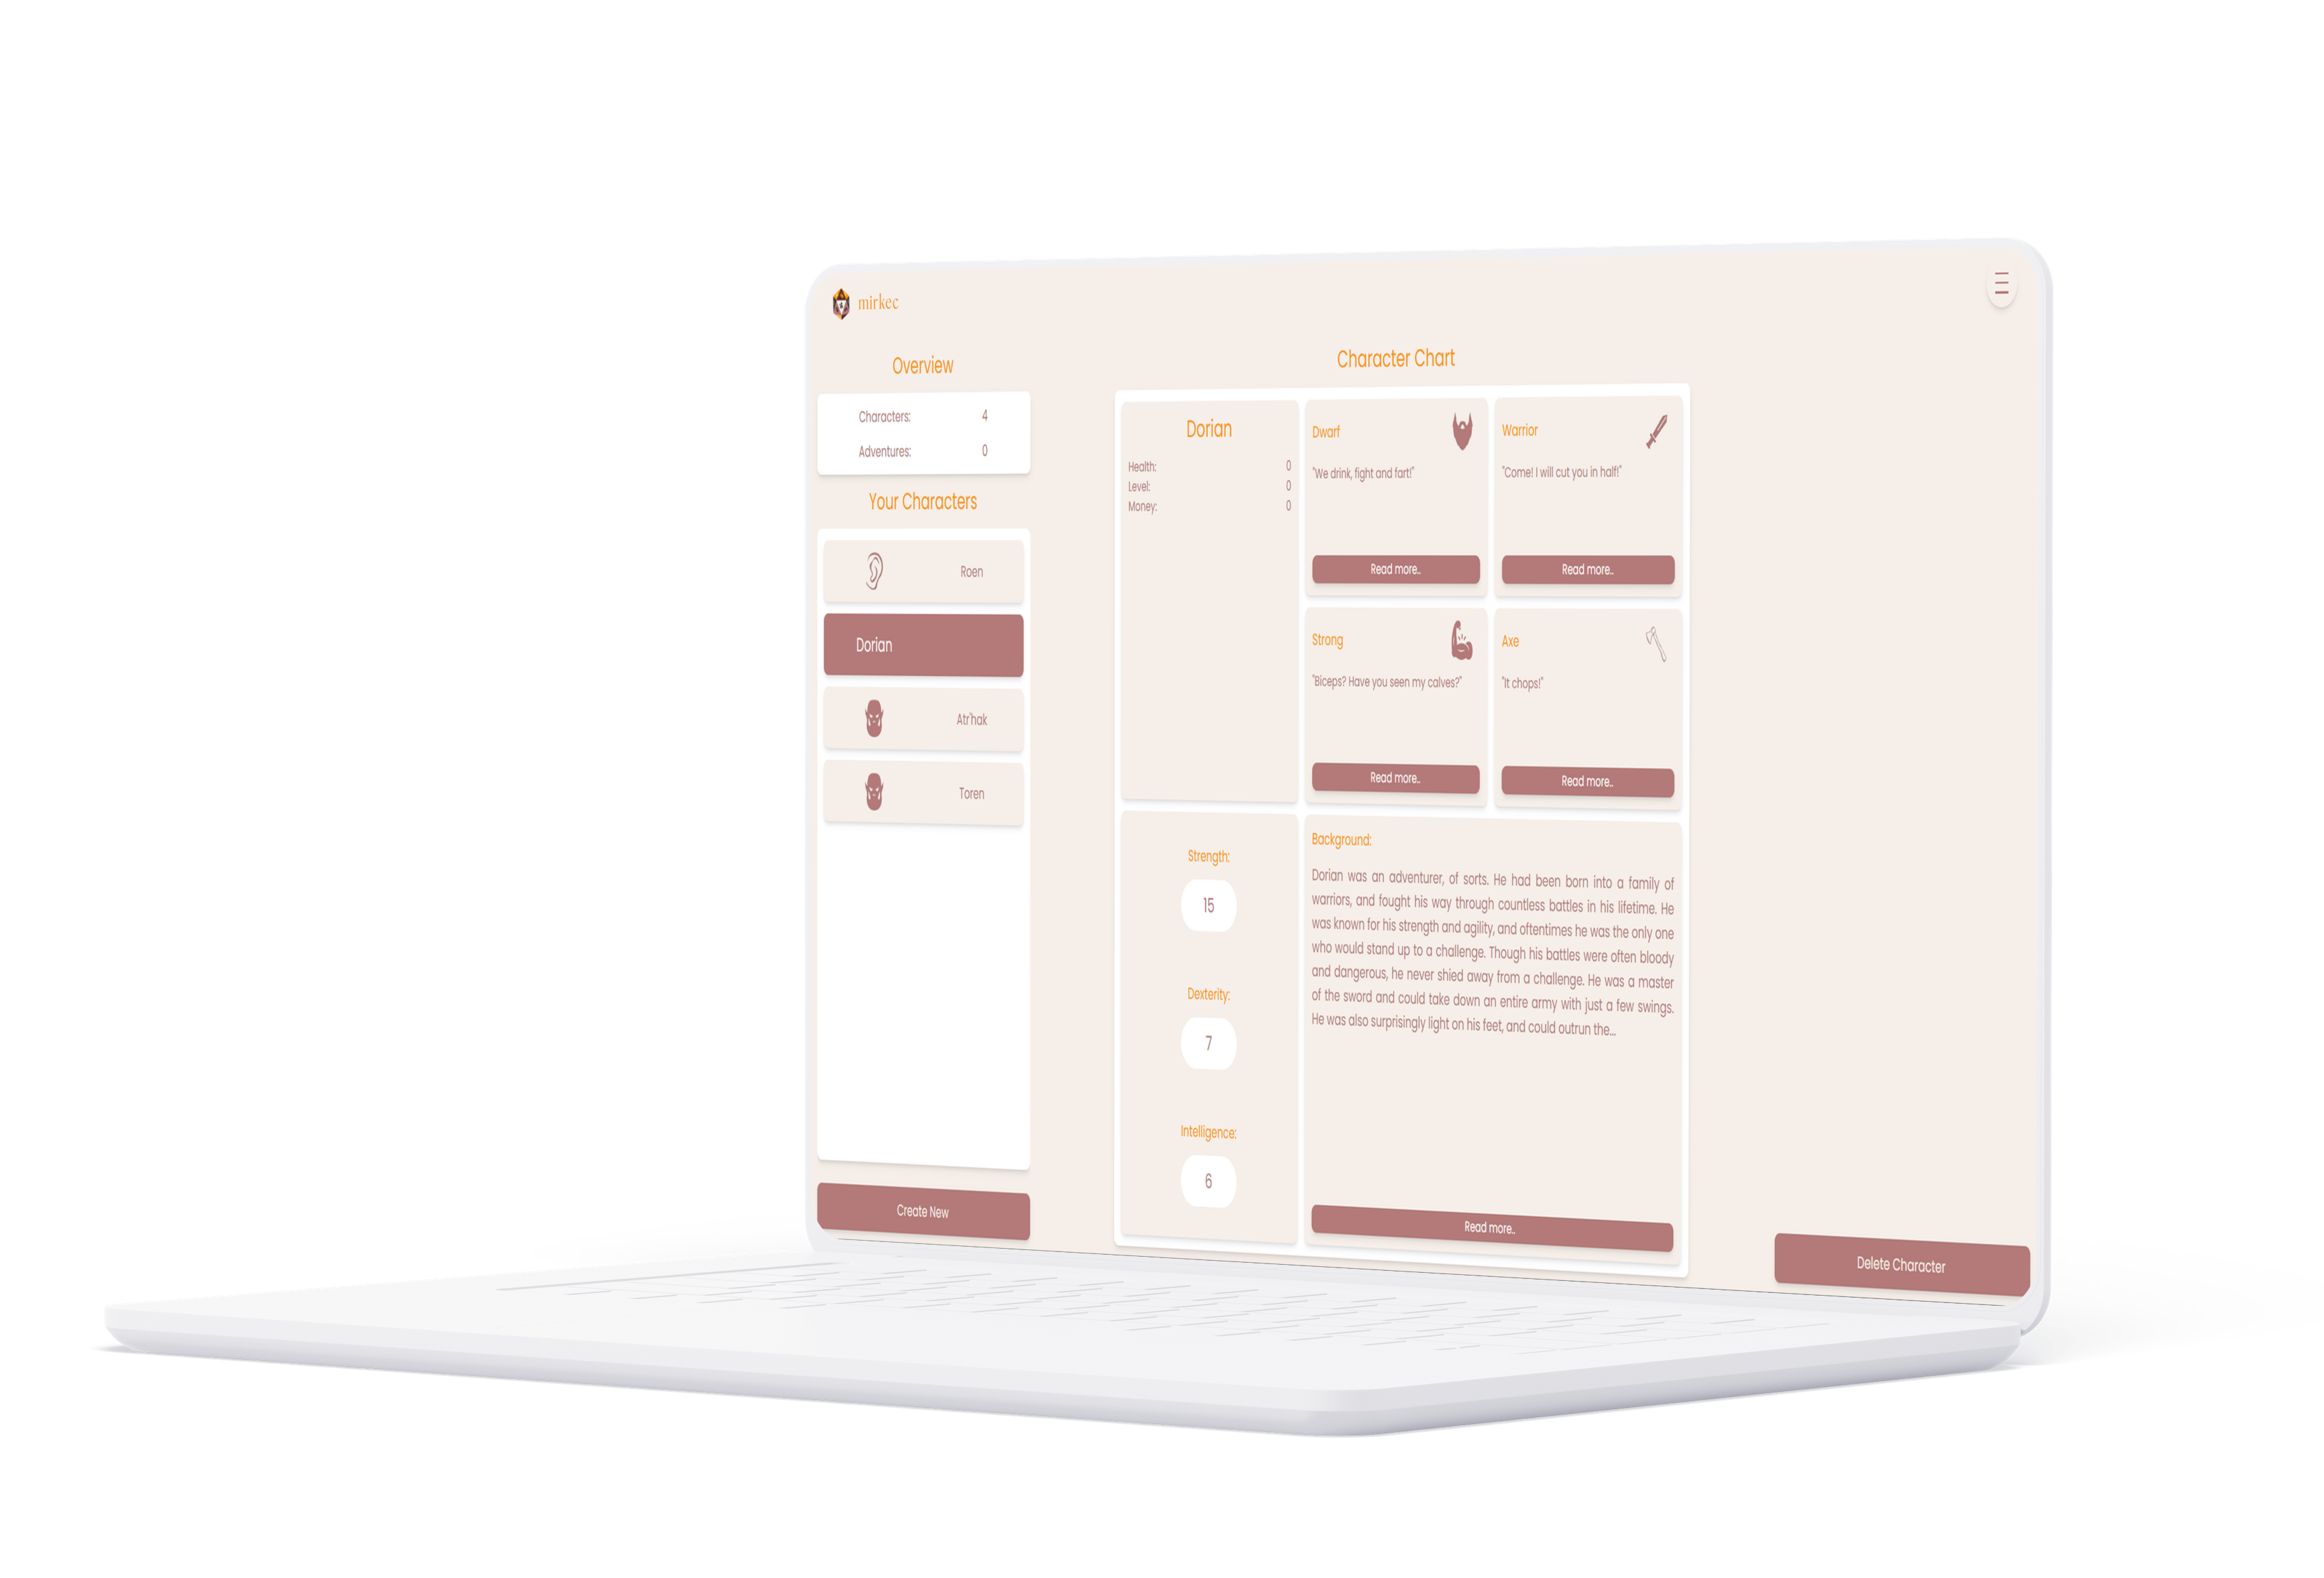 mirkec
Overview
Characters: 4
Adventures: 0
Your Characters
Roen
Dorian
Atr'hak
Toren
Create New
Character Chart
Dorian
Health: 0
Level: 0
Money: 0
Dwarf
"We drink, fight and fart!"
Read more..
Warrior
"Come! I will cut you in half!"
Read more..
Strong
"Biceps? Have you seen my calves?"
Read more..
Axe
"It chops!"
Read more..
Strength:
15
Dexterity:
7
Intelligence:
6
Background:
Dorian was an adventurer, of sorts. He had been born into a family of
warriors, and fought his way through countless battles in his lifetime. He
was known for his strength and agility, and oftentimes he was the only one
who would stand up to a challenge. Though his battles were often bloody
and dangerous, he never shied away from a challenge. He was a master
of the sword and could take down an entire army with just a few swings.
He was also surprisingly light on his feet, and could outrun the...
Read more..
Delete Character